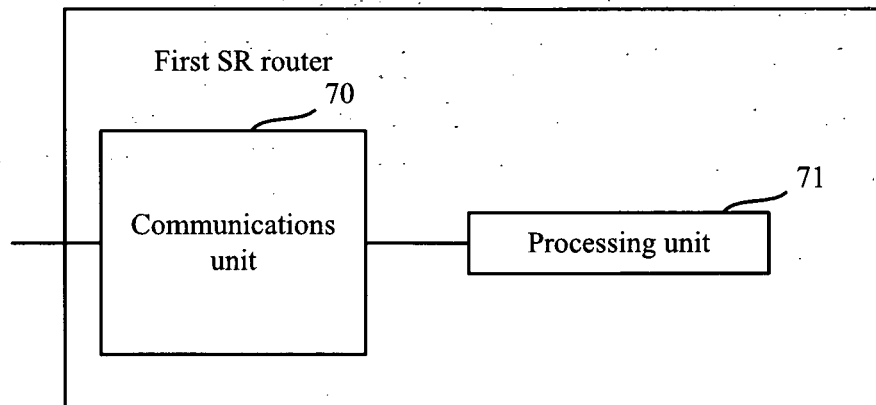 First SR router
70
71
Communications
unit
Processing unit